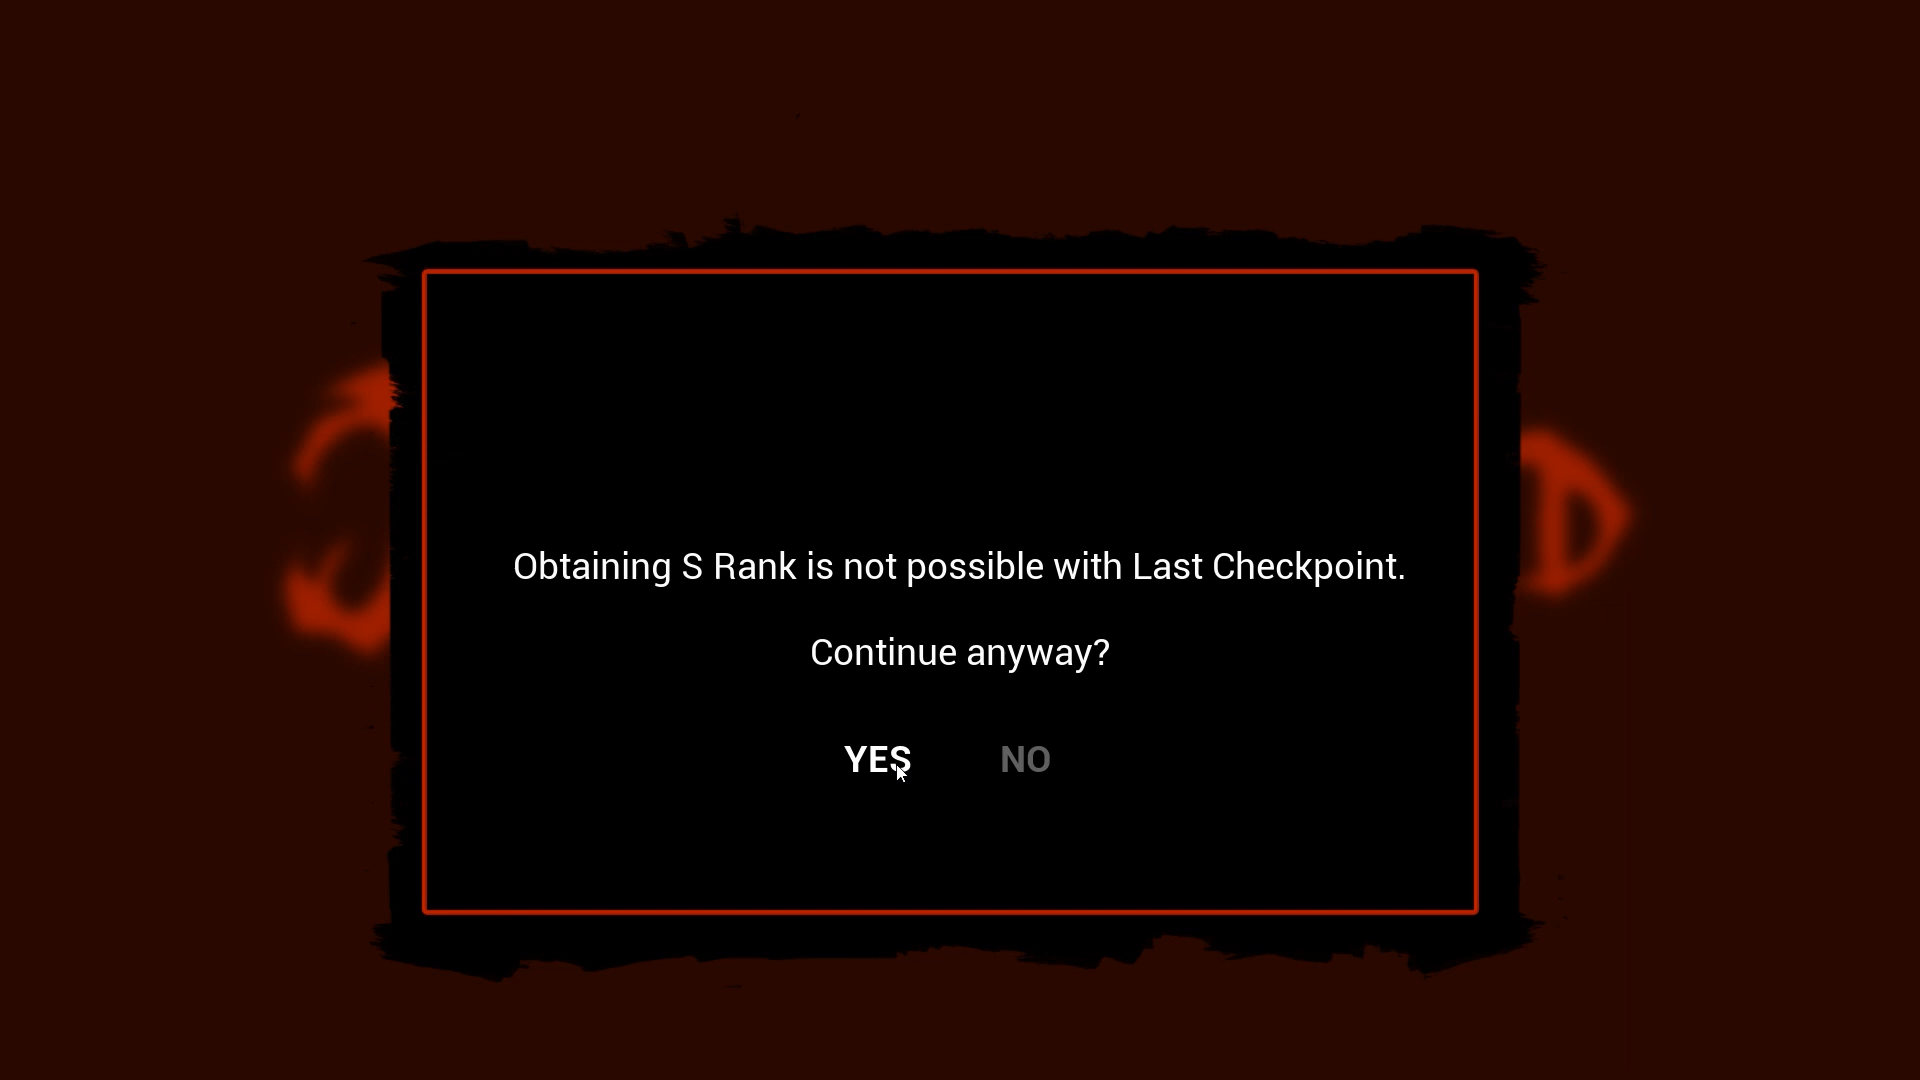 Obtaining S Rank is not possible with Last Checkpoint.
Continue anyway?
YES NO